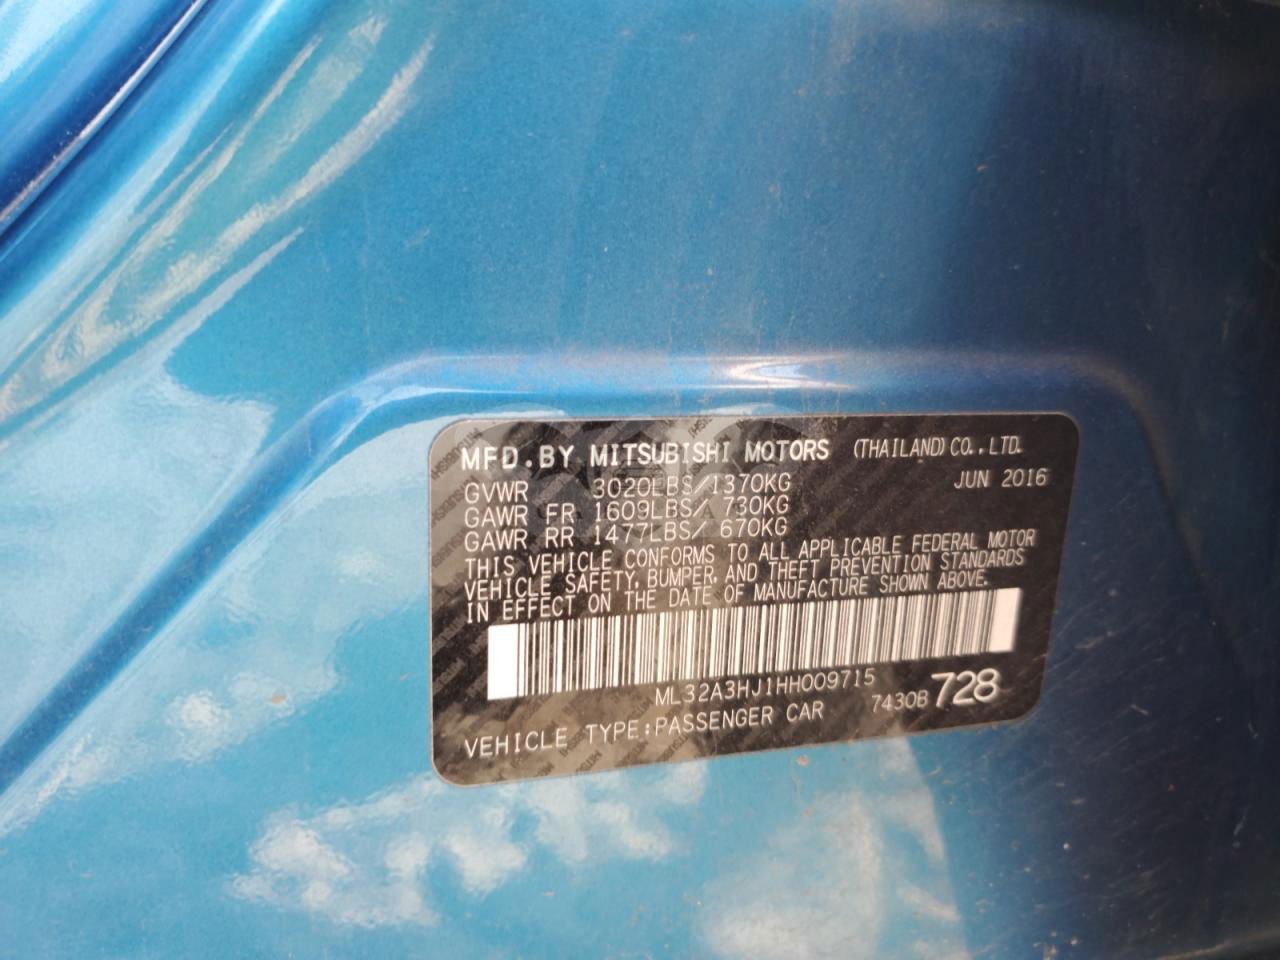 MFD.BY MITSUBISHI MOTORS (THAILAND) CO., LTD.
JUN 2016
GVWR 3020LBS/1370KG
GAWR FR 1609LBS/ 730KG
GAWR RR 1477LBS/ 670KG
THIS VEHICLE CONFORMS TO ALL APPLICABLE FEDERAL MOTOR
VEHICLE SAFETY, BUMPER, AND THEFT PREVENTION STANDARDS
IN EFFECT ON THE DATE OF MANUFACTURE SHOWN ABOVE.
ML32A3HJ1HH009715
7430B 728
VEHICLE TYPE:PASSENGER CAR